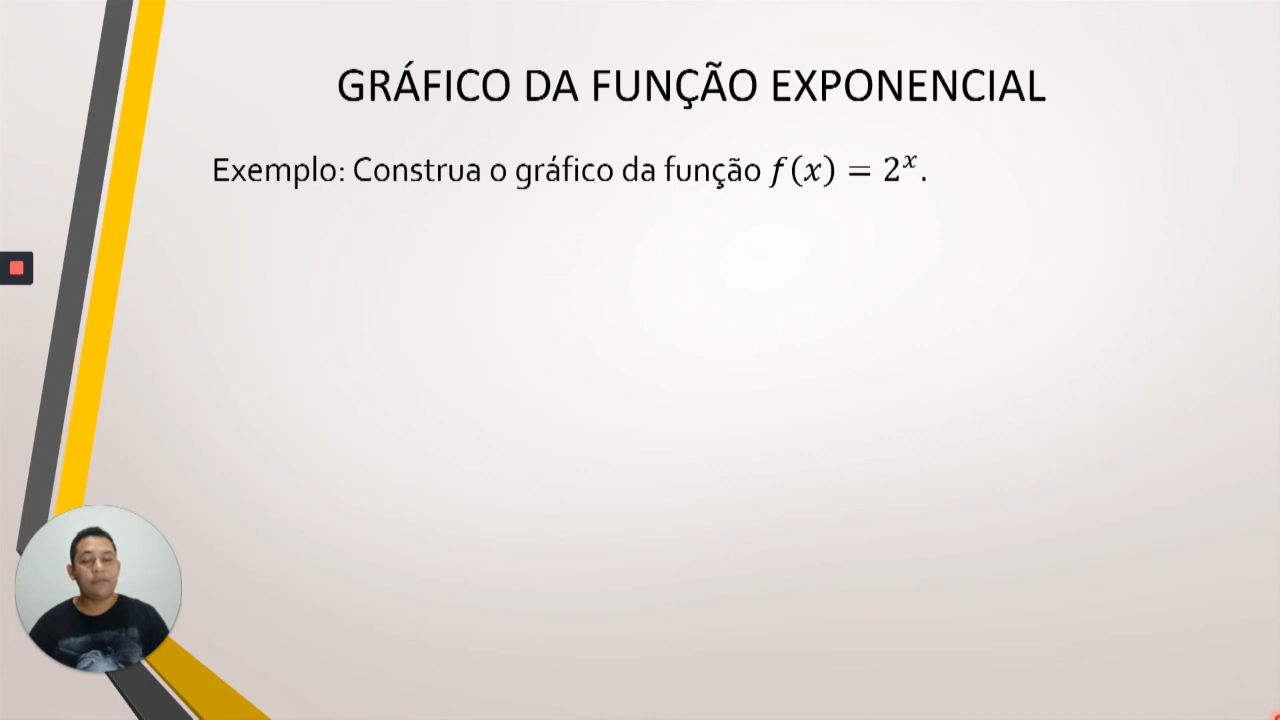 GRÁFICO DA FUNÇÃO EXPONENCIAL
Exemplo: Construa o gráfico da função $f(x) = 2^x$.